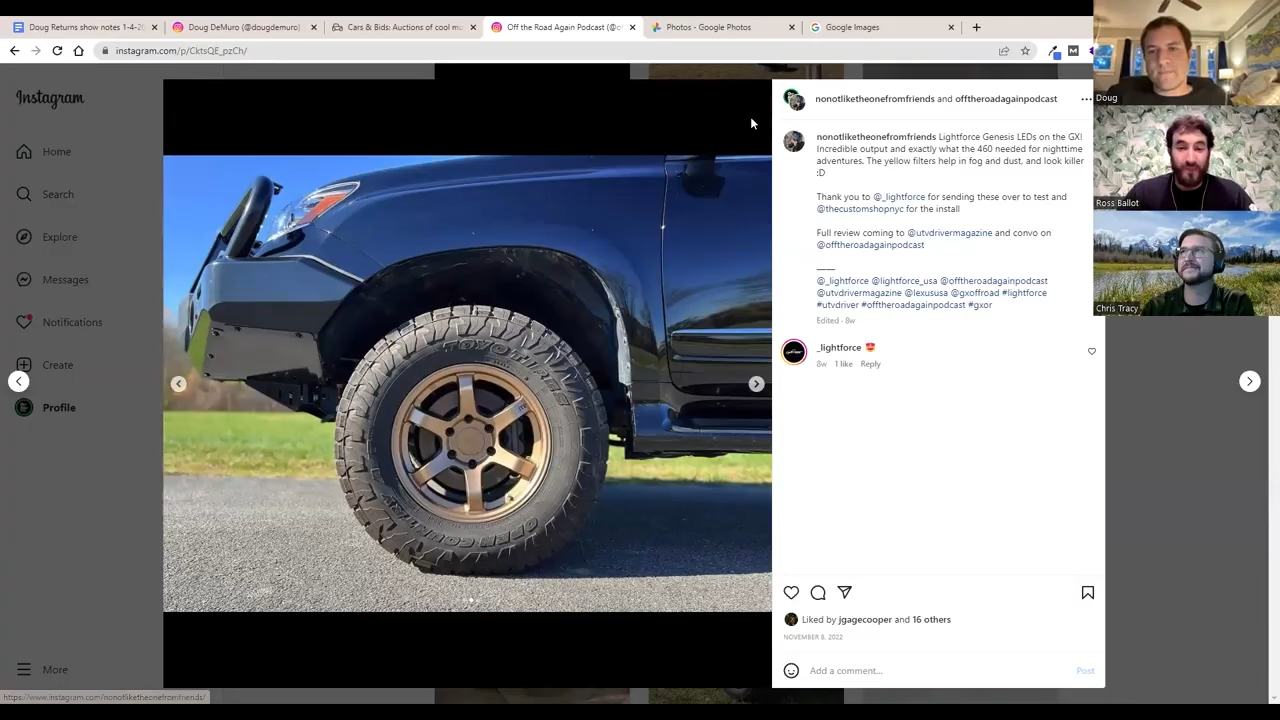 Doug Returns show notes 1-4-20
Doug DeMuro (@dougdemuro)
Cars & Bids: Auctions of cool mo
Off the Road Again Podcast (@of
Photos - Google Photos
Google Images
instagram.com/p/CktsQE_pzCh/
Instagram
Home
Search
Explore
Messages
Notifications
Create
Profile
More
https://www.instagram.com/nonotliketheonefromfriends/
TOYO TIRES
OPEN COUNTRY
nonotliketheonefromfriends and offtheroadagainpodcast
nonotliketheonefromfriends Lightforce Genesis LEDs on the GX!
Incredible output and exactly what the 460 needed for nighttime
adventures. The yellow filters help in fog and dust, and look killer
:D
Thank you to @_lightforce for sending these over to test and
@thecustomshopnyc for the install
Full review coming to @utvdrivermagazine and convo on
@offtheroadagainpodcast
___
@_lightforce @lightforce_usa @offtheroadagainpodcast
@utvdrivermagazine @lexususa @gxoffroad #lightforce
#utvdriver #offtheroadagainpodcast #gxor
Edited · 8w
_lightforce 😍
8w 1 like Reply
Liked by jgagecooper and 16 others
NOVEMBER 8, 2022
Add a comment...
Post
Doug
Ross Ballot
Chris Tracy